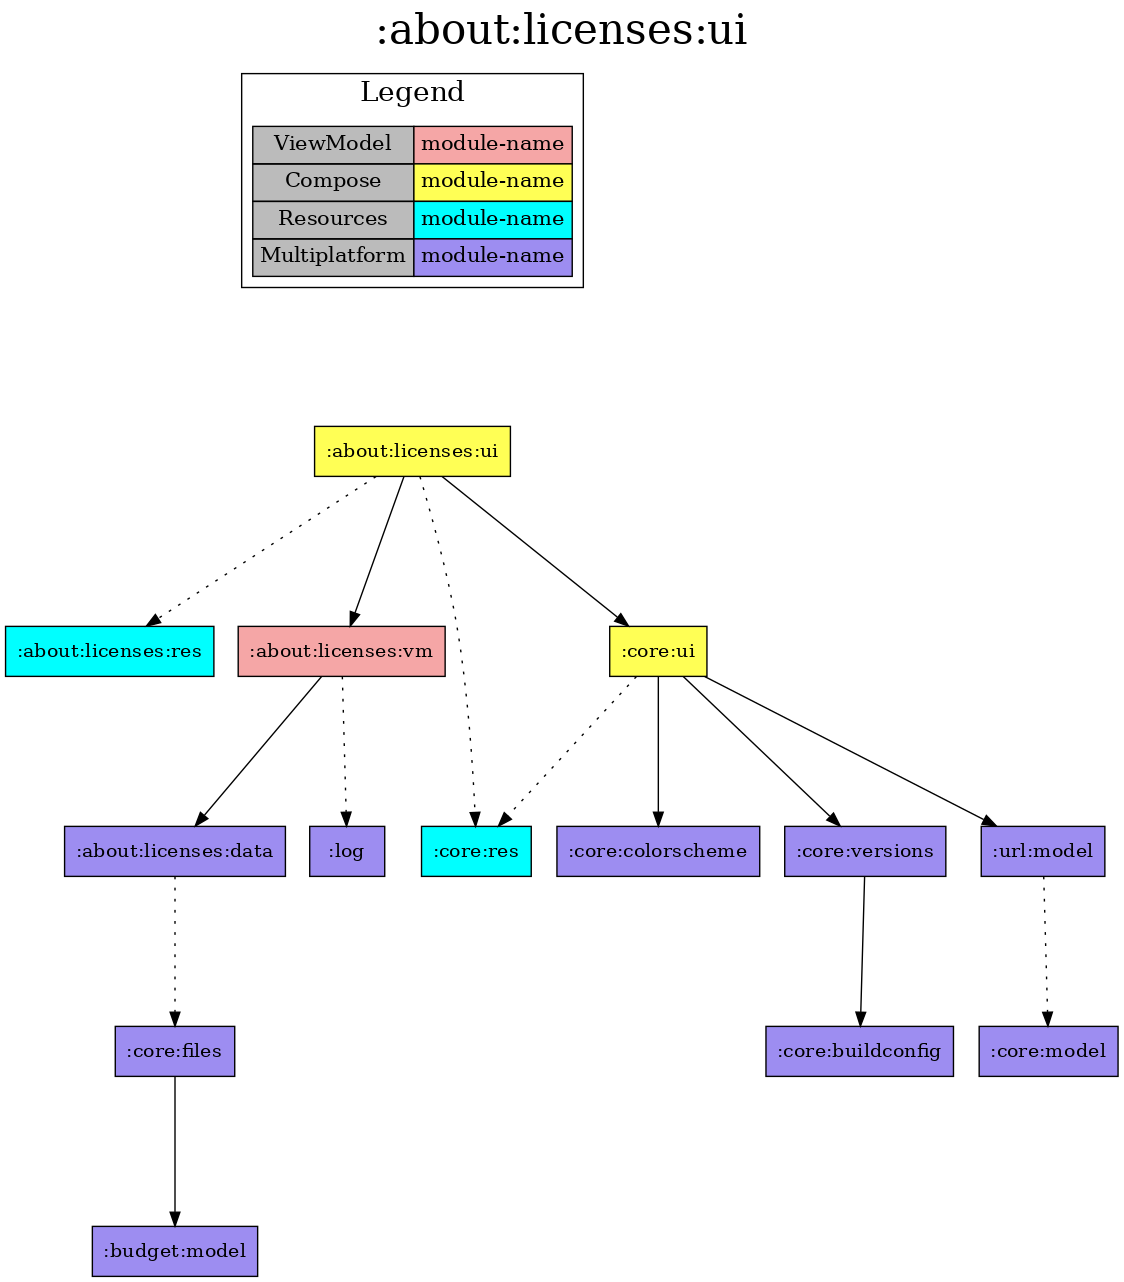 :about:licenses:ui
Legend
ViewModel module-name
Compose module-name
Resources module-name
Multiplatform module-name
:about:licenses:ui
:about:licenses:res
:about:licenses:vm
:core:ui
:about:licenses:data
:log
:core:res
:core:colorscheme
:core:versions
:url:model
:core:files
:core:buildconfig
:core:model
:budget:model